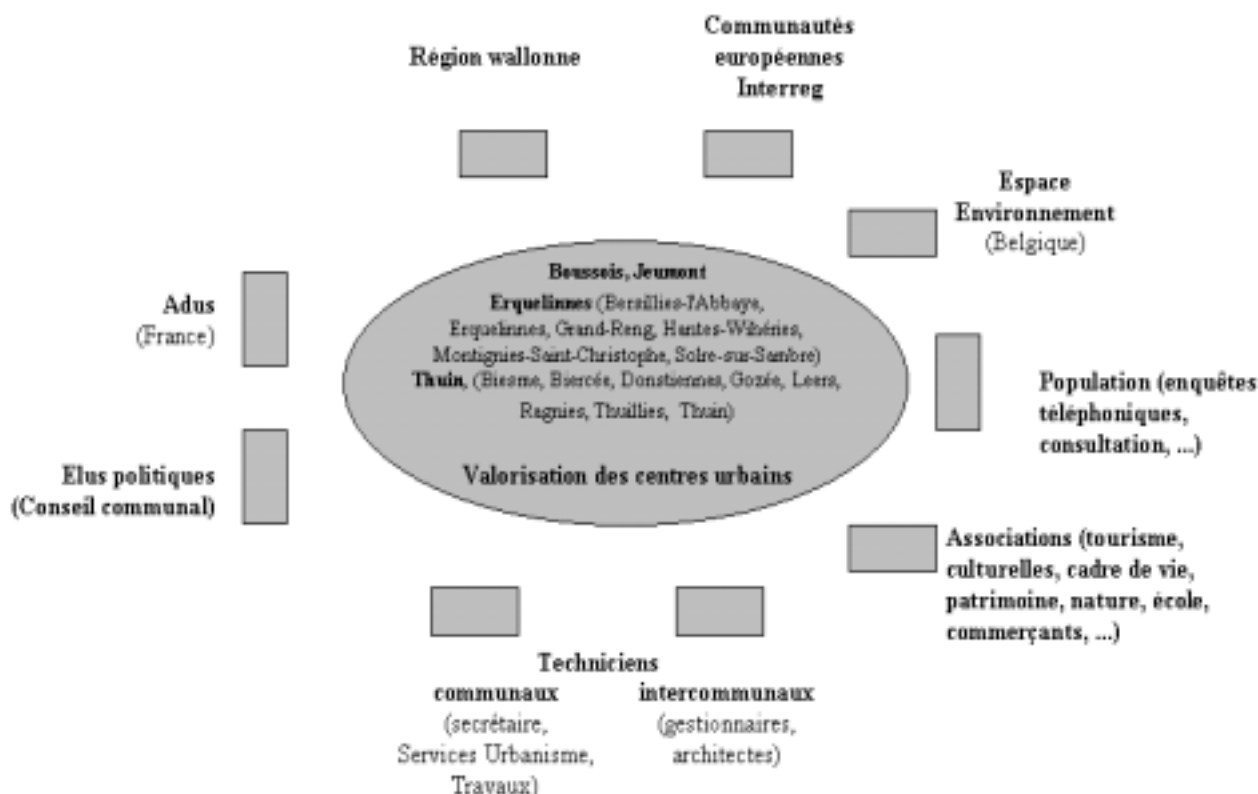 Région wallonne
Communautés
européennes
Interreg
Espace
Environnement
(Belgique)
Adus
(France)
Boussois, Jeumont
Erquelinnes (Bersillies-l'Abbaye,
Erquelinnes, Grand-Reng, Hantes-Wihéries,
Montignies-Saint-Christophe, Solre-sur-Sambre)
Thuin, (Biesme, Biercée, Donstiennes, Gozée, Leers,
Ragnies, Thuillies, Thuin)
Valorisation des centres urbains
Population (enquêtes
téléphoniques,
consultation, ...)
Elus politiques
(Conseil communal)
Associations (tourisme,
culturelles, cadre de vie,
patrimoine, nature, école,
commerçants, ...)
Techniciens
communaux
(secrétaire,
Services Urbanisme,
Travaux)
intercommunaux
(gestionnaires,
architectes)